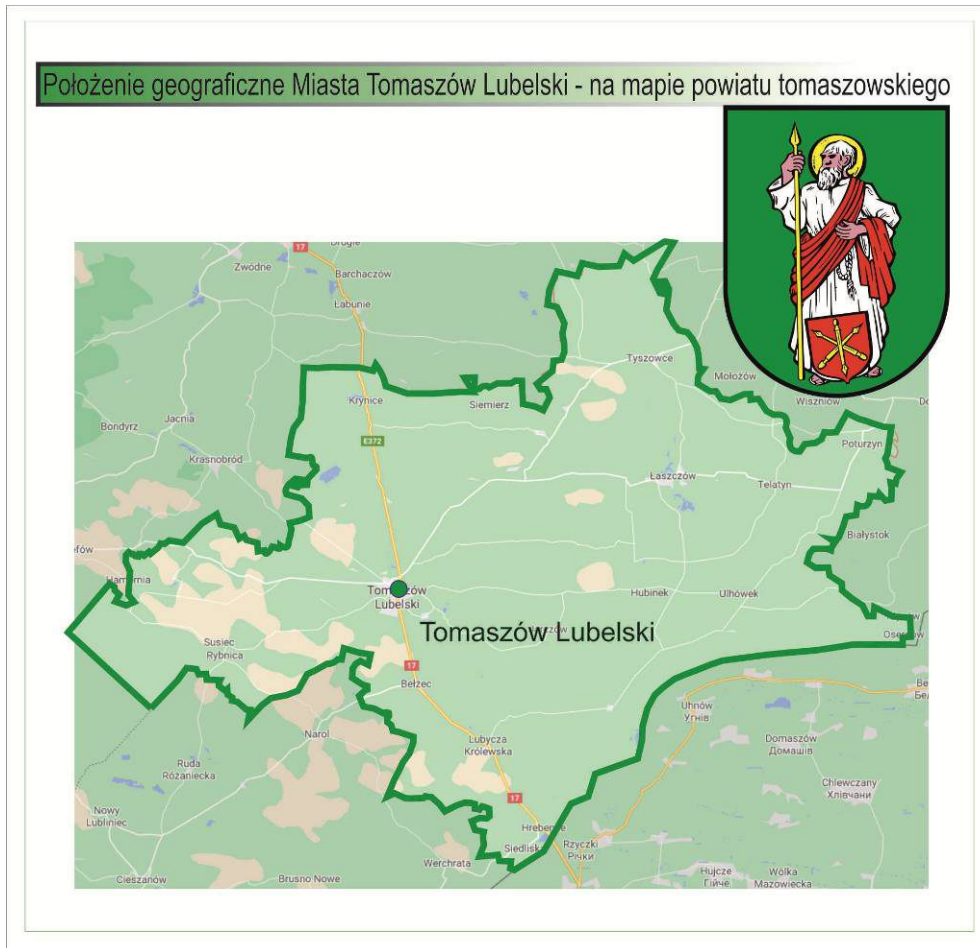 Położenie geograficzne Miasta Tomaszów Lubelski - na mapie powiatu tomaszowskiego
17
Zwódne
Barchaczów
Łabunie
Tyszowce
Mołożów
Wiszniów
Krynice
Siemierz
Jacnia
Bondyrz
E372
Poturzyn
Krasnobród
Łaszczów
Telatyn
Białystok
Tomaszów
Lubelski
Hubinek
Ulhówek
Tomaszów Lubelski
Susiec
Rybnica
17
Bełżec
Uhnów
Угнів
Narol
Lubycza
Królewska
Domaszów
Домашів
Ruda
Różaniecka
Chlewczany
Хлівчани
17
Nowy
Lubliniec
Hrebenne
Siedliska
Rzyczki
Річки
Werchrata
Hujcze
Гійче
Wólka
Mazowiecka
Cieszanów
Brusno Nowe